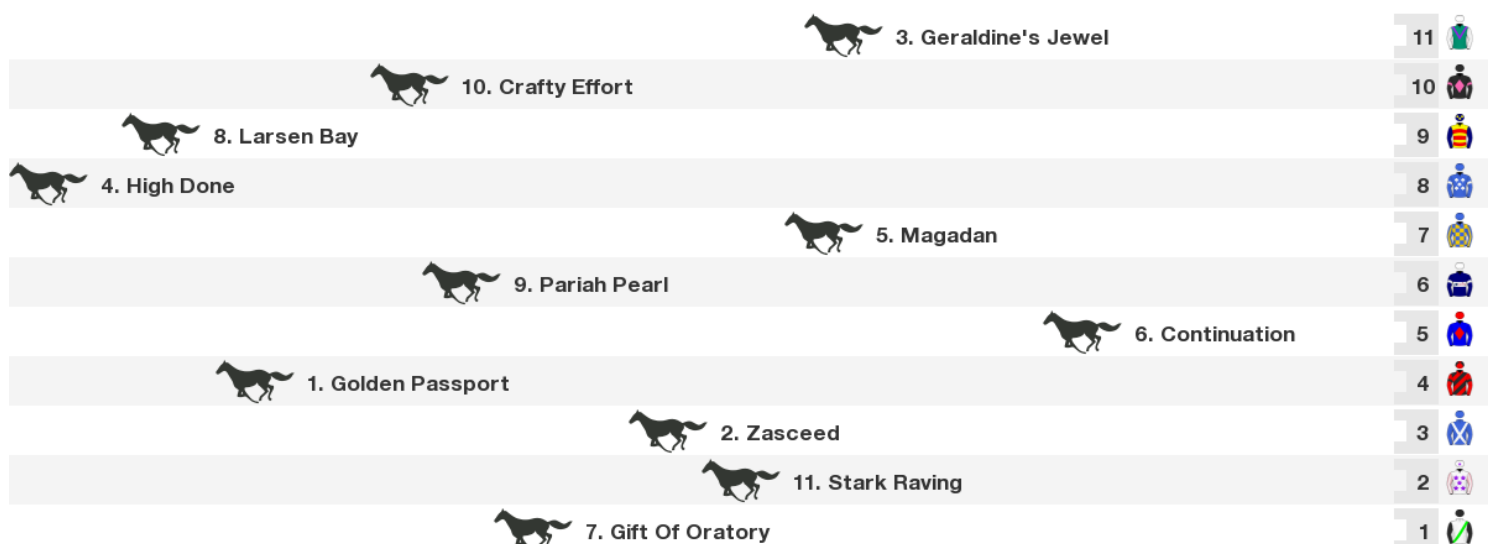 3. Geraldine's Jewel 11
10. Crafty Effort 10
8. Larsen Bay 9
4. High Done 8
5. Magadan 7
9. Pariah Pearl 6
6. Continuation 5
1. Golden Passport 4
2. Zasceed 3
11. Stark Raving 2
7. Gift Of Oratory 1